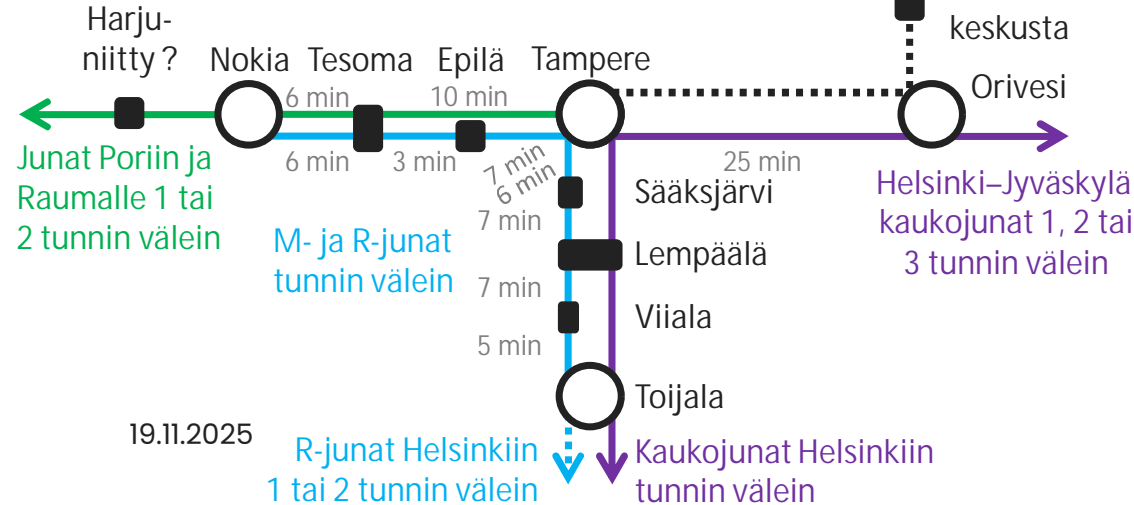 Harju-
niitty ?
Nokia
Tesoma
Epilä
Tampere
keskusta
Orivesi
6 min
10 min
6 min
3 min
7 min
6 min
25 min
Junat Poriin ja
Raumalle 1 tai
2 tunnin välein
M- ja R-junat
tunnin välein
7 min
Sääksjärvi
Lempäälä
7 min
Viiala
5 min
Toijala
Helsinki–Jyväskylä
kaukojunat 1, 2 tai
3 tunnin välein
19.11.2025
R-junat Helsinkiin
1 tai 2 tunnin välein
Kaukojunat Helsinkiin
tunnin välein